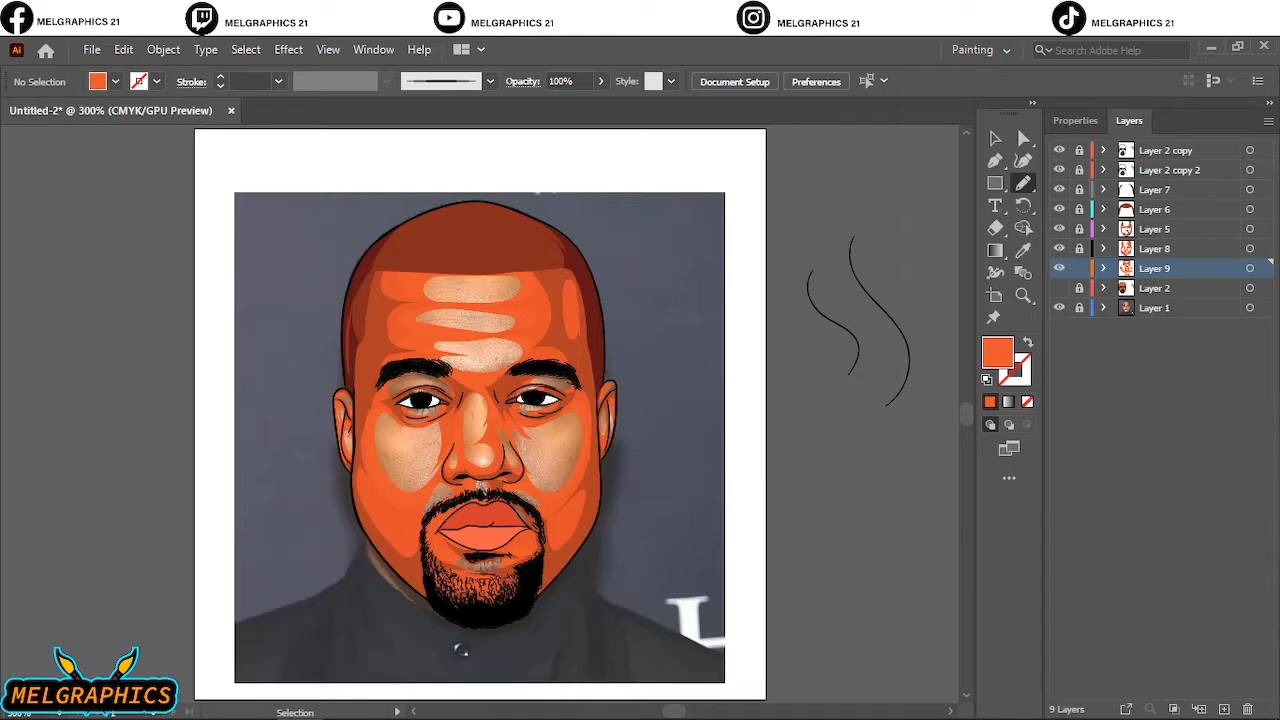 MELGRAPHICS 21
MELGRAPHICS 21
MELGRAPHICS 21
MELGRAPHICS 21
MELGRAPHICS 21
Ai File Edit Object Type Select Effect View Window Help
Painting
Search Adobe Help
No Selection
Stroke:
Opacity: 100%
Style:
Document Setup
Preferences
Untitled-2* @ 300% (CMYK/GPU Preview)
Properties
Layers
Layer 2 copy
Layer 2 copy 2
Layer 7
Layer 6
Layer 5
Layer 8
Layer 9
Layer 2
Layer 1
MELGRAPHICS
Selection
9 Layers